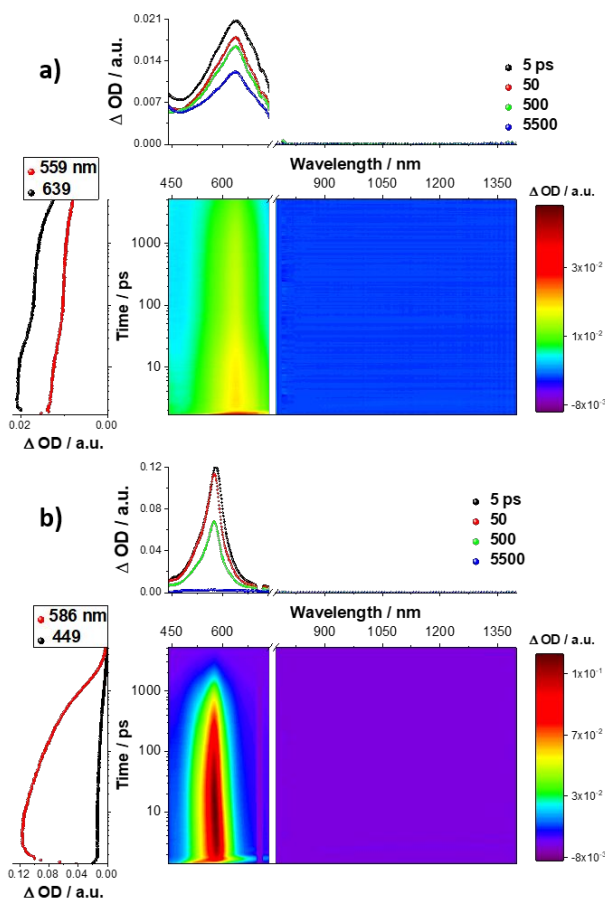 a)
Δ OD / a.u.
0.021
0.014
0.007
0.000
5 ps
50
500
5500
Wavelength / nm
450 600 900 1050 1200 1350
559 nm
639
Time / ps
1000
100
10
0.02 0.00
Δ OD / a.u.
Δ OD / a.u.
3x10⁻²
1x10⁻²
-8x10⁻³
b)
Δ OD / a.u.
0.12
0.08
0.04
0.00
5 ps
50
500
5500
Wavelength / nm
450 600 900 1050 1200 1350
586 nm
449
Time / ps
1000
100
10
0.12 0.08 0.04 0.00
Δ OD / a.u.
Δ OD / a.u.
1x10⁻¹
7x10⁻²
3x10⁻²
-8x10⁻³